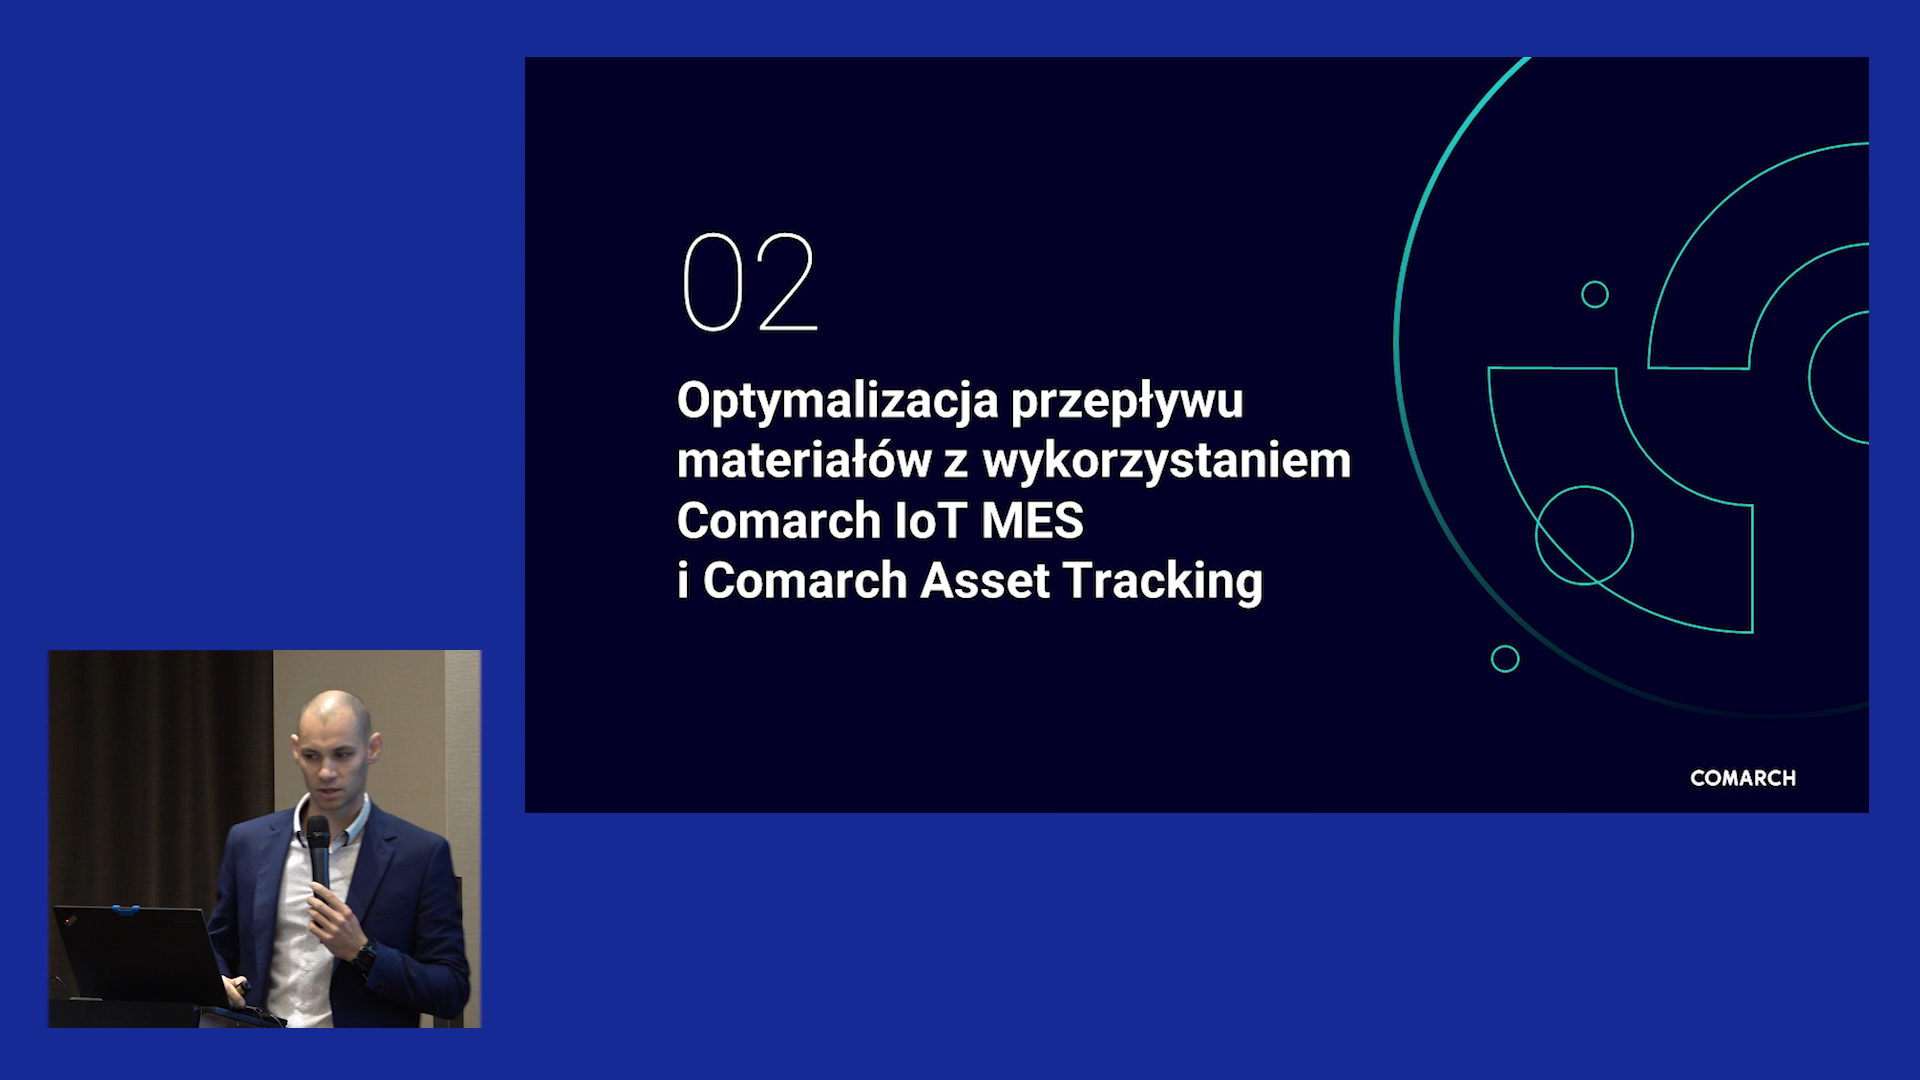 02
Optymalizacja przepływu
materiałów z wykorzystaniem
Comarch IoT MES
i Comarch Asset Tracking
COMARCH